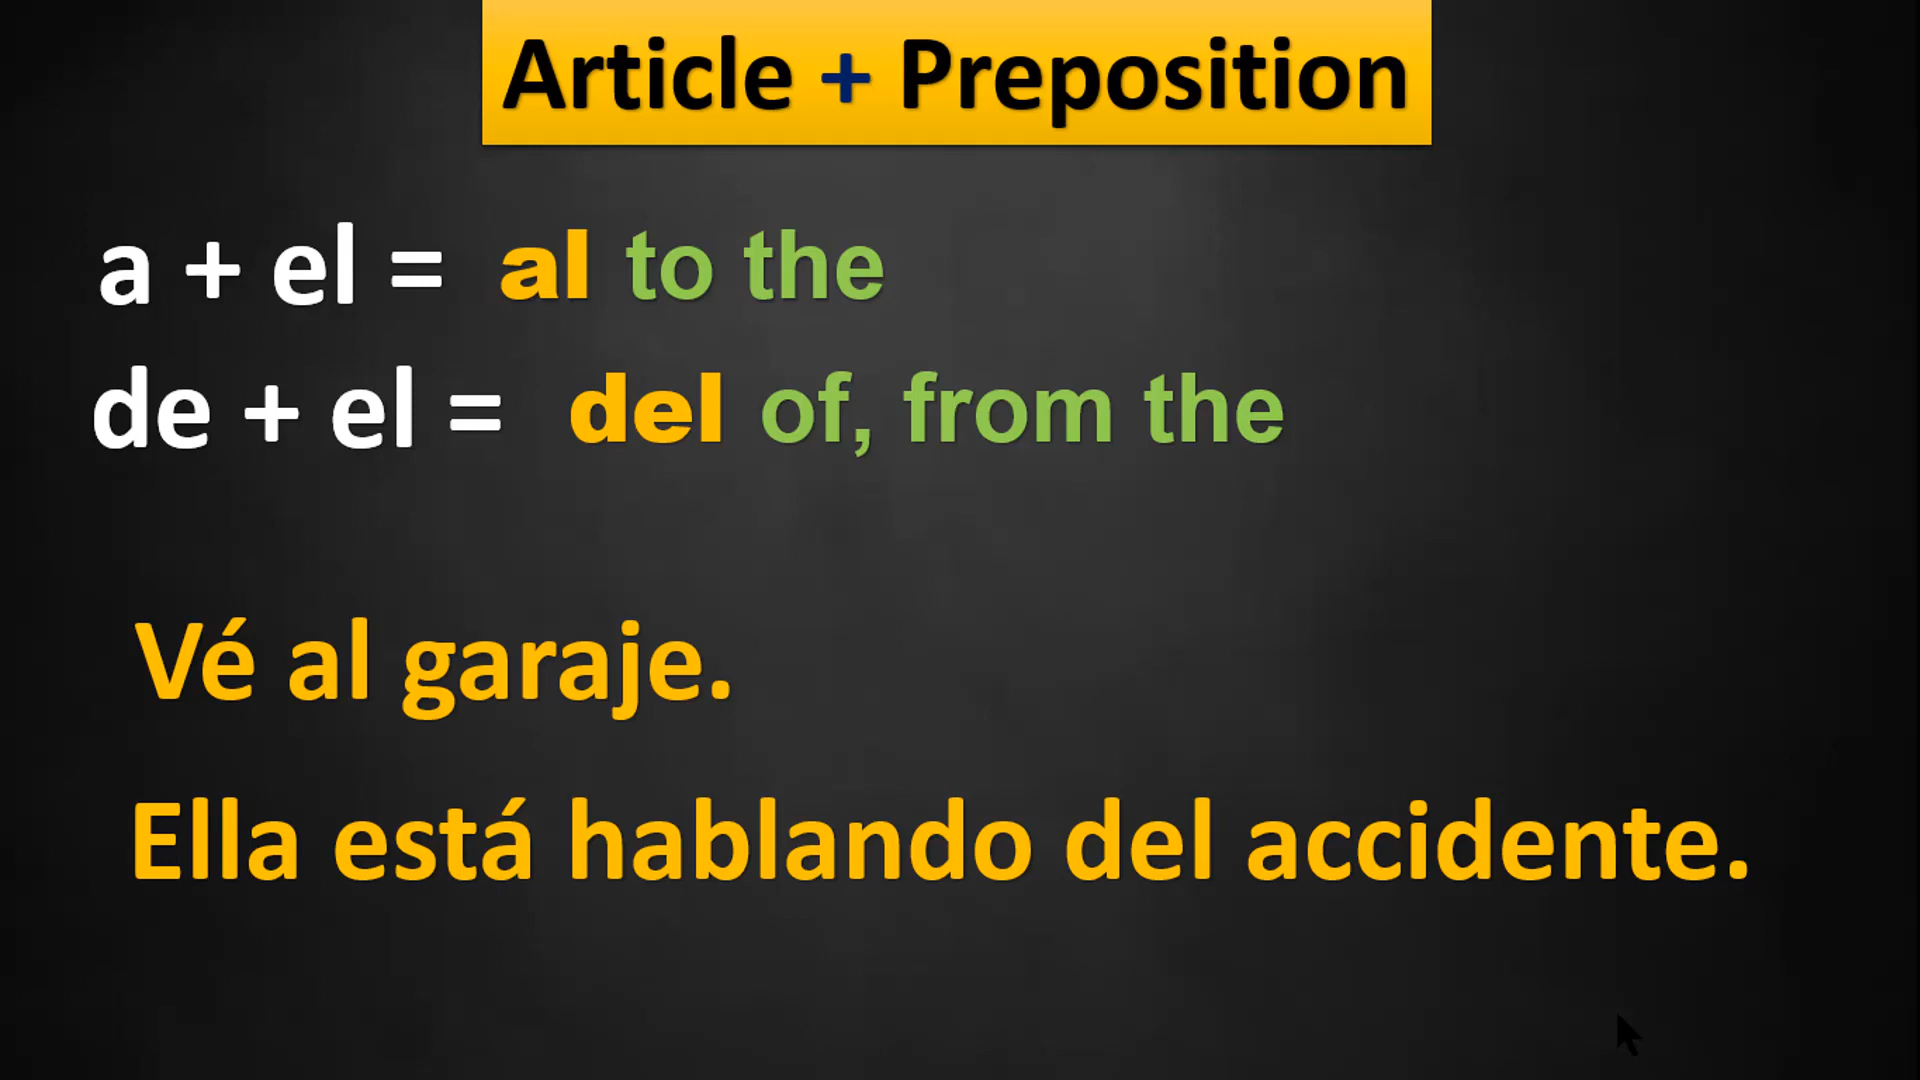 Article + Preposition
a + el = al to the
de + el = del of, from the
Vé al garaje.
Ella está hablando del accidente.